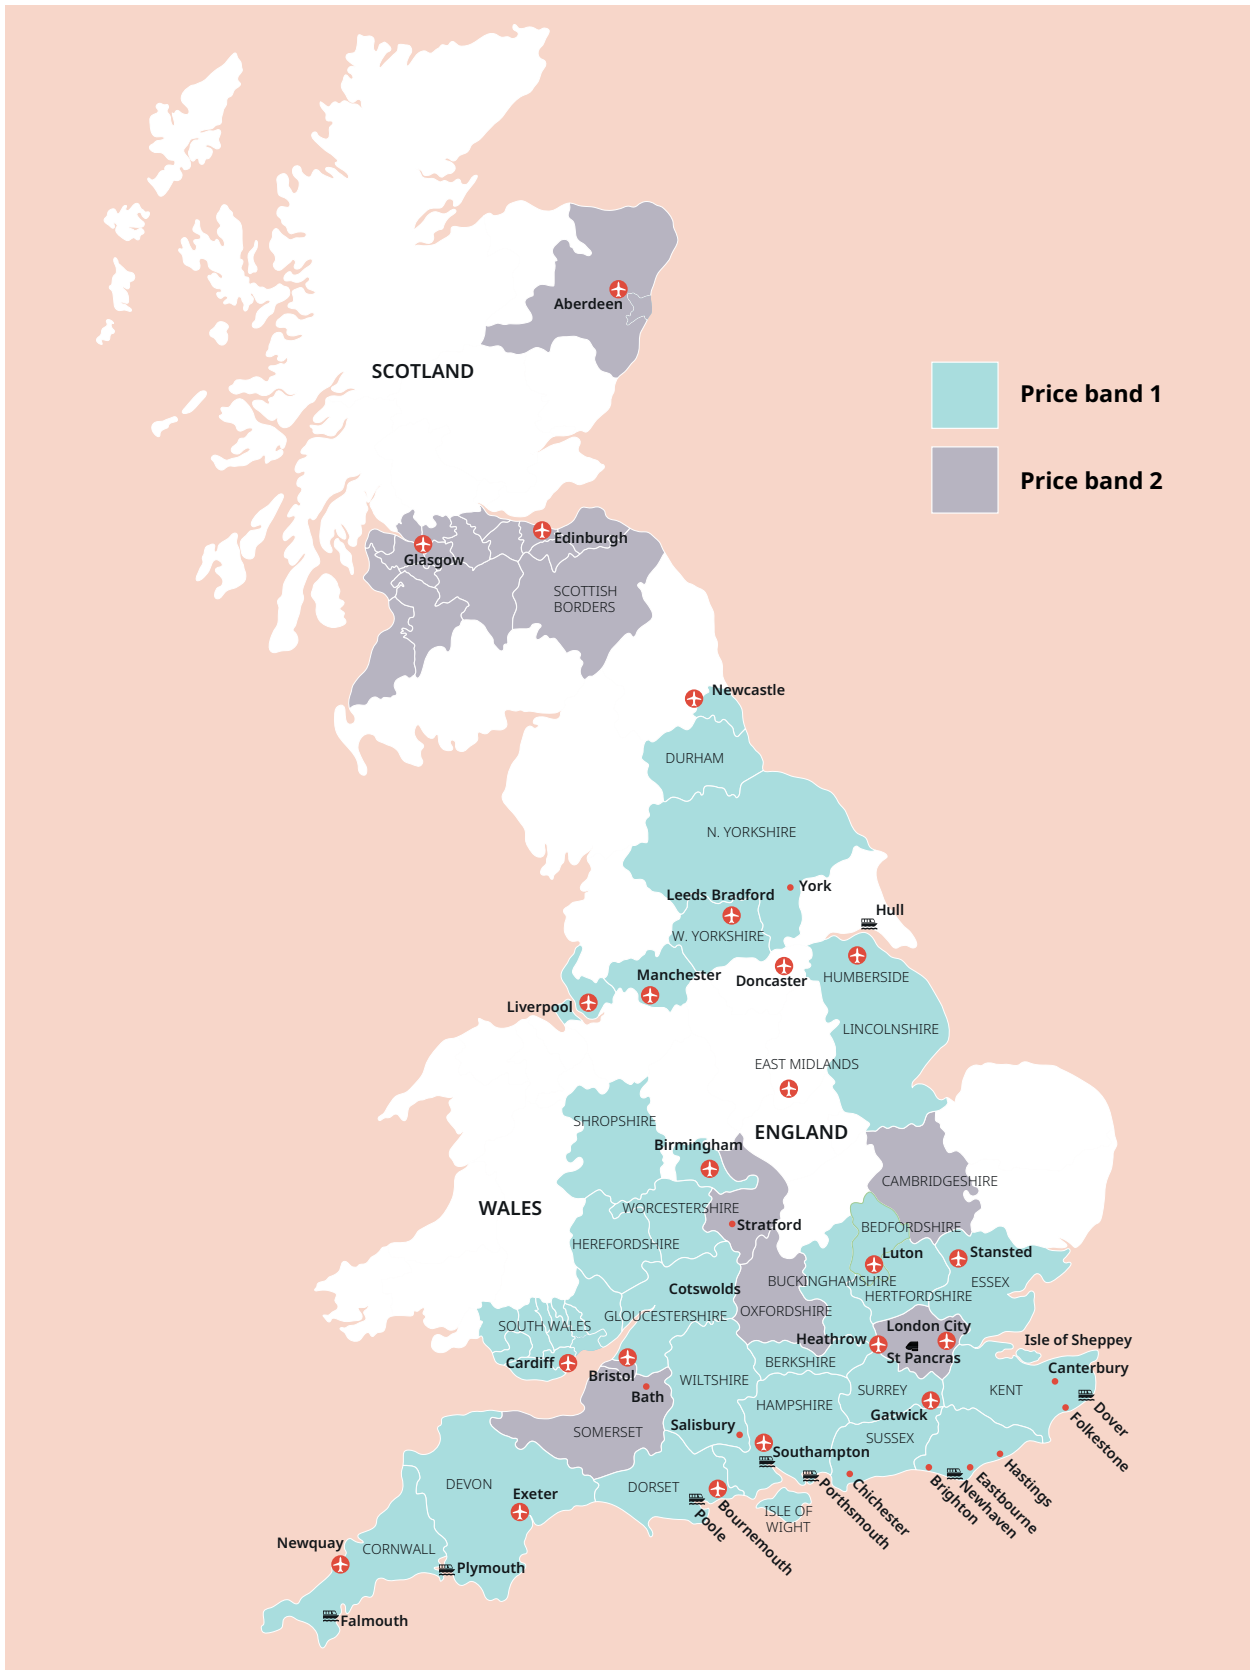 Aberdeen
SCOTLAND
Price band 1
Price band 2
Edinburgh
Glasgow
SCOTTISH
BORDERS
Newcastle
DURHAM
N. YORKSHIRE
York
Leeds Bradford
Hull
W. YORKSHIRE
Manchester
Doncaster
HUMBERSIDE
Liverpool
LINCOLNSHIRE
EAST MIDLANDS
SHROPSHIRE
ENGLAND
Birmingham
CAMBRIDGESHIRE
WALES
WORCESTERSHIRE
Stratford
BEDFORDSHIRE
HEREFORDSHIRE
Luton
Stansted
BUCKINGHAMSHIRE
ESSEX
Cotswolds
HERTFORDSHIRE
GLOUCESTERSHIRE
OXFORDSHIRE
SOUTH WALES
London City
Heathrow
Isle of Sheppey
St Pancras
Cardiff
BERKSHIRE
Canterbury
Bristol
WILTSHIRE
SURREY
KENT
Bath
HAMPSHIRE
Gatwick
Dover
Folkestone
Salisbury
SOMERSET
SUSSEX
Southampton
Hastings
DEVON
DORSET
Exeter
Poole
Bournemouth
ISLE OF
WIGHT
Porthsmouth
Chichester
Brighton
Newhaven
Eastbourne
Newquay
CORNWALL
Plymouth
Falmouth